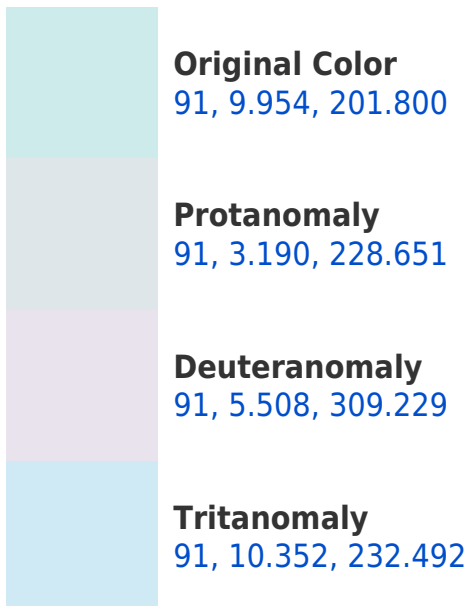 Original Color
91, 9.954, 201.800
Protanomaly
91, 3.190, 228.651
Deuteranomaly
91, 5.508, 309.229
Tritanomaly
91, 10.352, 232.492